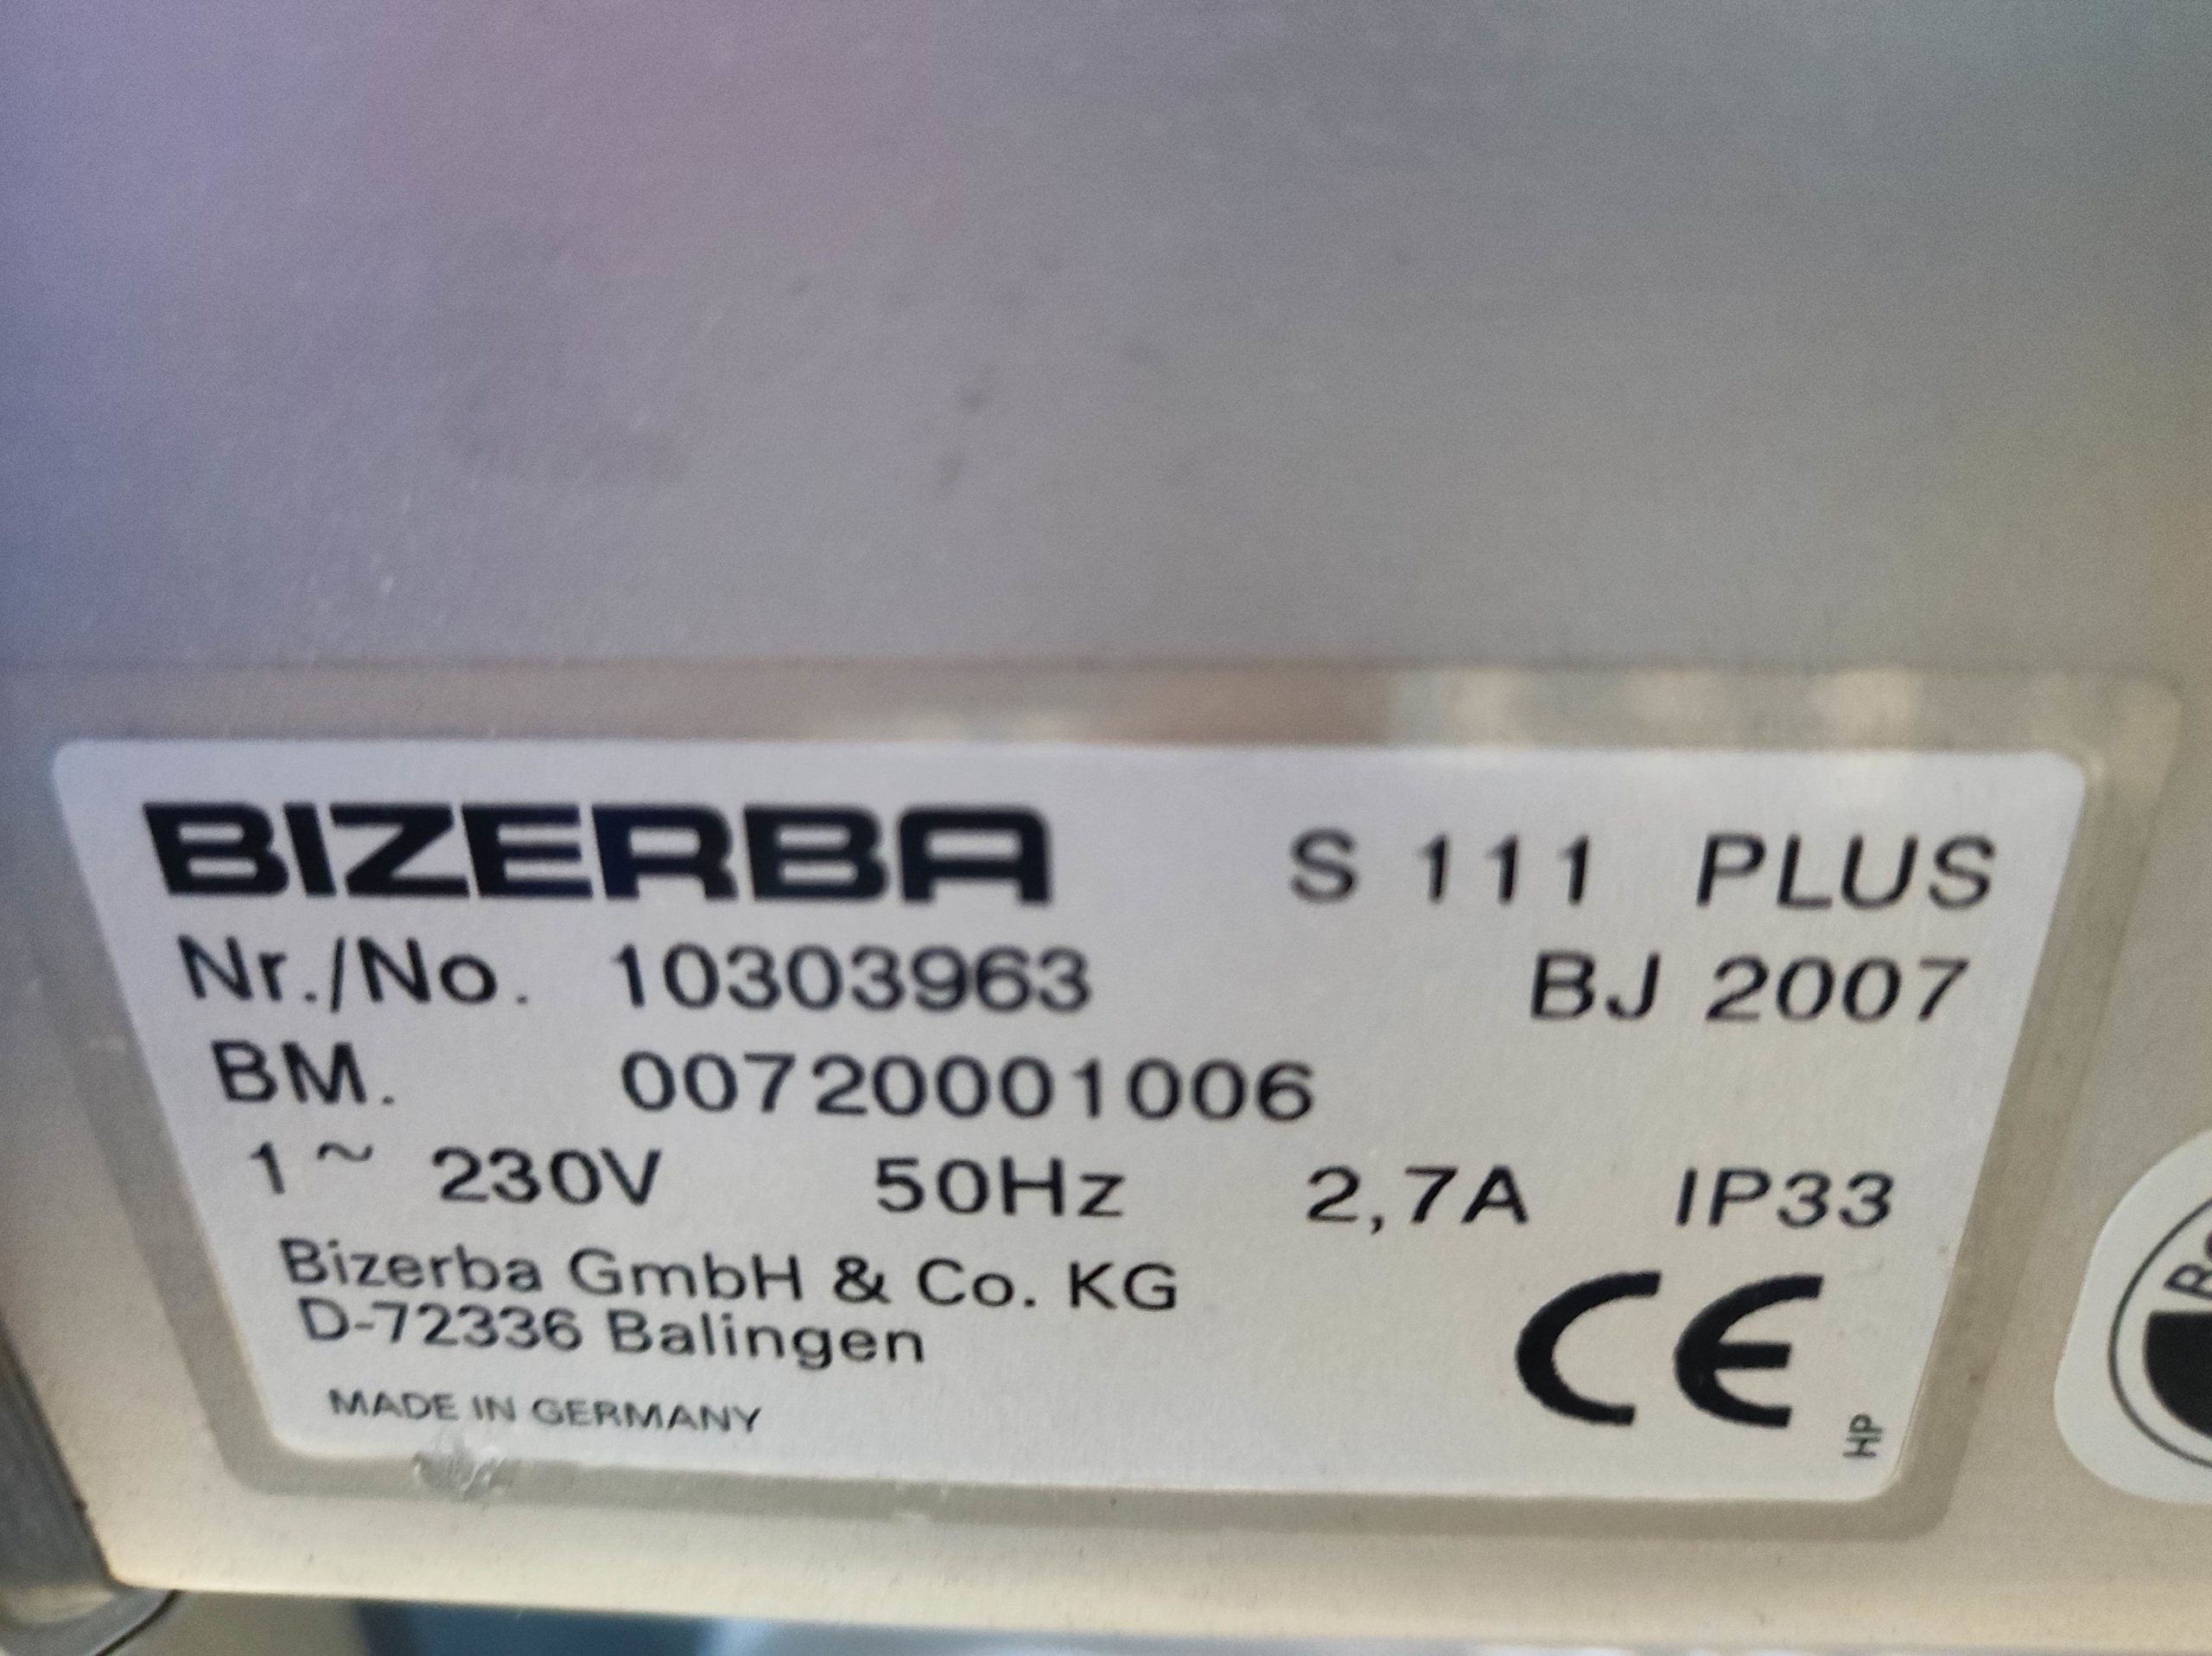 BIZERBA S 111 PLUS
Nr./No. 10303963 BJ 2007
BM. 00720001006
1 ~ 230V 50Hz 2,7A IP33
Bizerba GmbH & Co. KG
D-72336 Balingen
CE
MADE IN GERMANY
HP